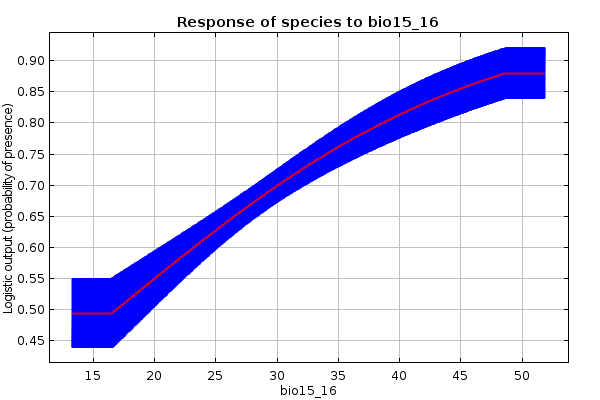 Response of species to bio15_16
Logistic output (probability of presence)
0.90
0.85
0.80
0.75
0.70
0.65
0.60
0.55
0.50
0.45
15 20 25 30 35 40 45 50
bio15_16